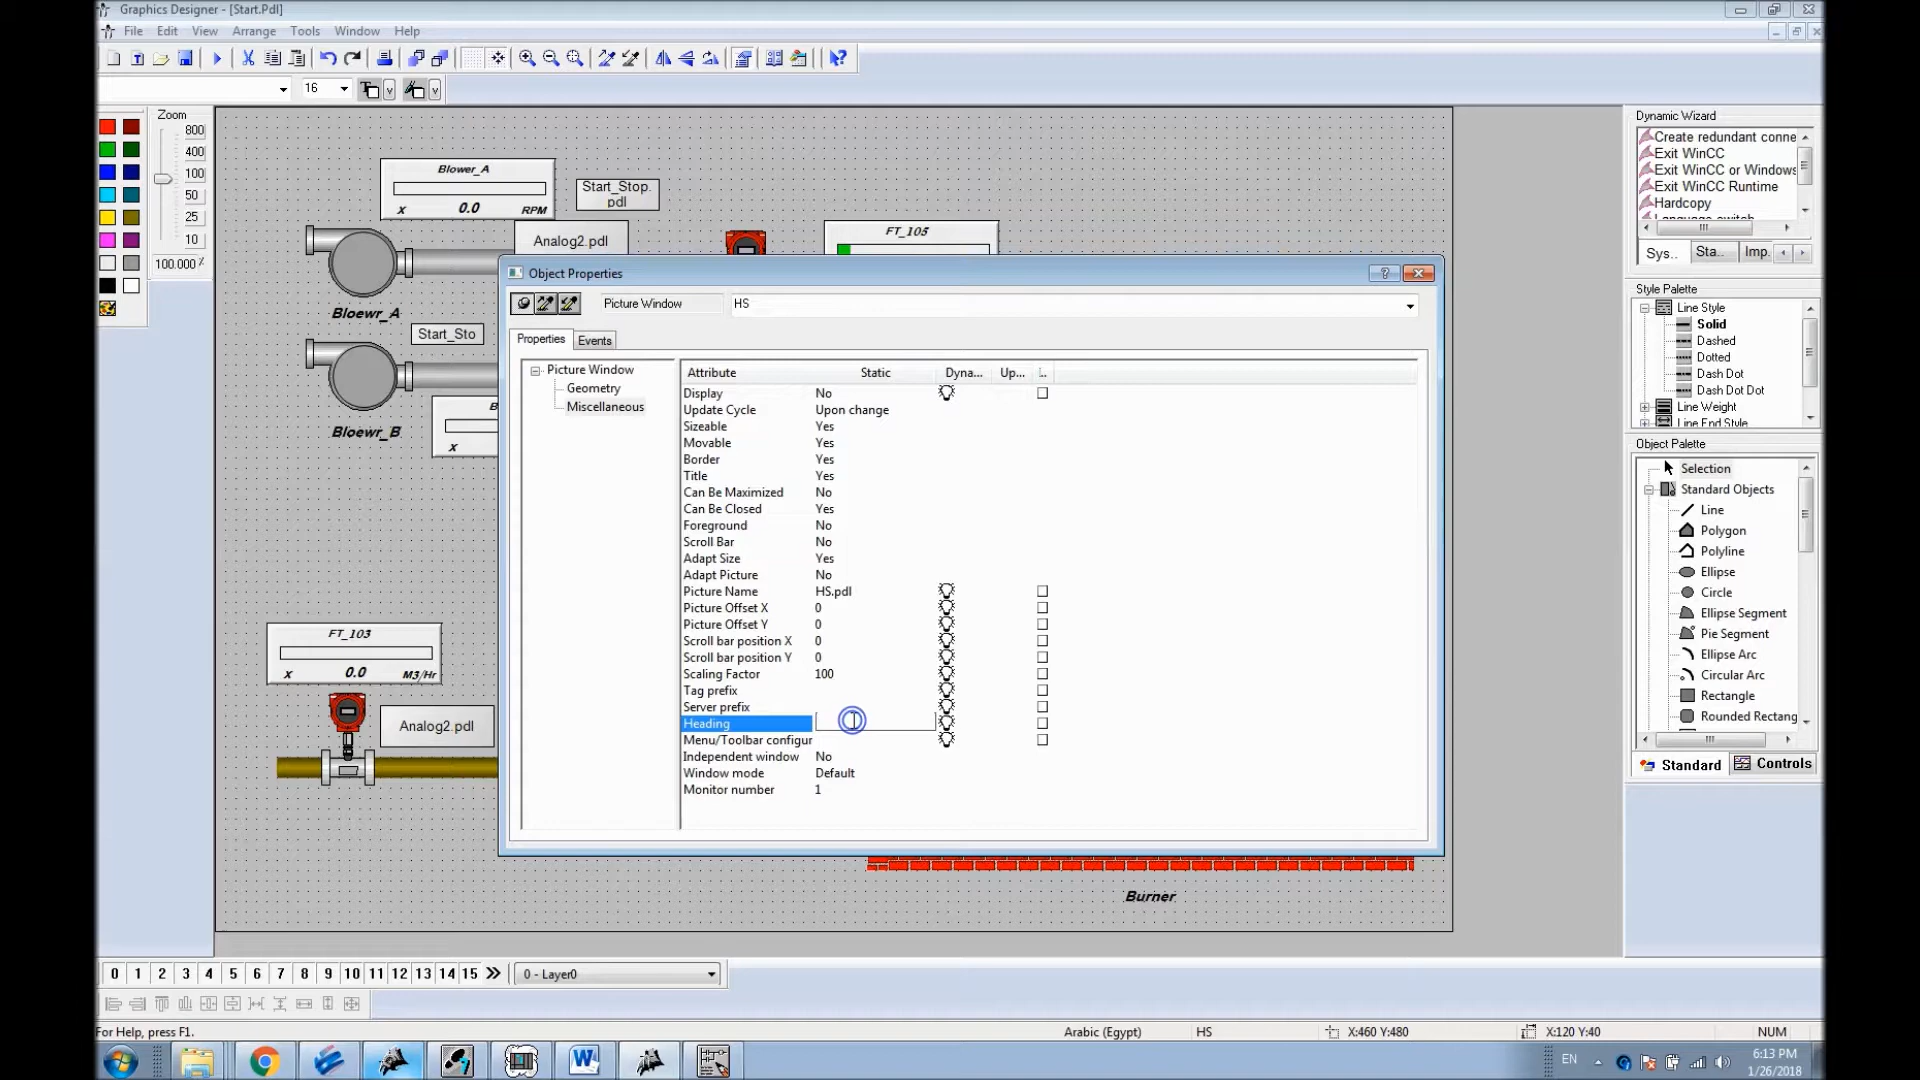 Graphics Designer - [Start.Pdl]
File Edit View Arrange Tools Window Help
16
Zoom
800
400
100
50
25
10
100.000 %
Blower_A
x 0.0 RPM
Start_Stop.
pdl
Analog2.pdl
FT_105
Bloewr_A
Start_Sto
Bloewr_B
B
x
FT_103
x 0.0 M3/Hr
Analog2.pdl
Burner
Object Properties
Picture Window HS
Properties Events
Picture Window
Geometry
Miscellaneous
Attribute Static Dyna... Up... ..
Display No
Update Cycle Upon change
Sizeable Yes
Movable Yes
Border Yes
Title Yes
Can Be Maximized No
Can Be Closed Yes
Foreground No
Scroll Bar No
Adapt Size Yes
Adapt Picture No
Picture Name HS.pdl
Picture Offset X 0
Picture Offset Y 0
Scroll bar position X 0
Scroll bar position Y 0
Scaling Factor 100
Tag prefix
Server prefix
Heading
Menu/Toolbar configur
Independent window No
Window mode Default
Monitor number 1
Dynamic Wizard
Create redundant conne
Exit WinCC
Exit WinCC or Windows
Exit WinCC Runtime
Hardcopy
Language switch
Sys.. Sta.. Imp.
Style Palette
Line Style
Solid
Dashed
Dotted
Dash Dot
Dash Dot Dot
Line Weight
Line End Style
Object Palette
Selection
Standard Objects
Line
Polygon
Polyline
Ellipse
Circle
Ellipse Segment
Pie Segment
Ellipse Arc
Circular Arc
Rectangle
Rounded Rectang
Standard Controls
0 1 2 3 4 5 6 7 8 9 10 11 12 13 14 15 0 - Layer0
For Help, press F1. Arabic (Egypt) HS X:460 Y:480 X:120 Y:40 NUM
EN 6:13 PM
1/26/2018